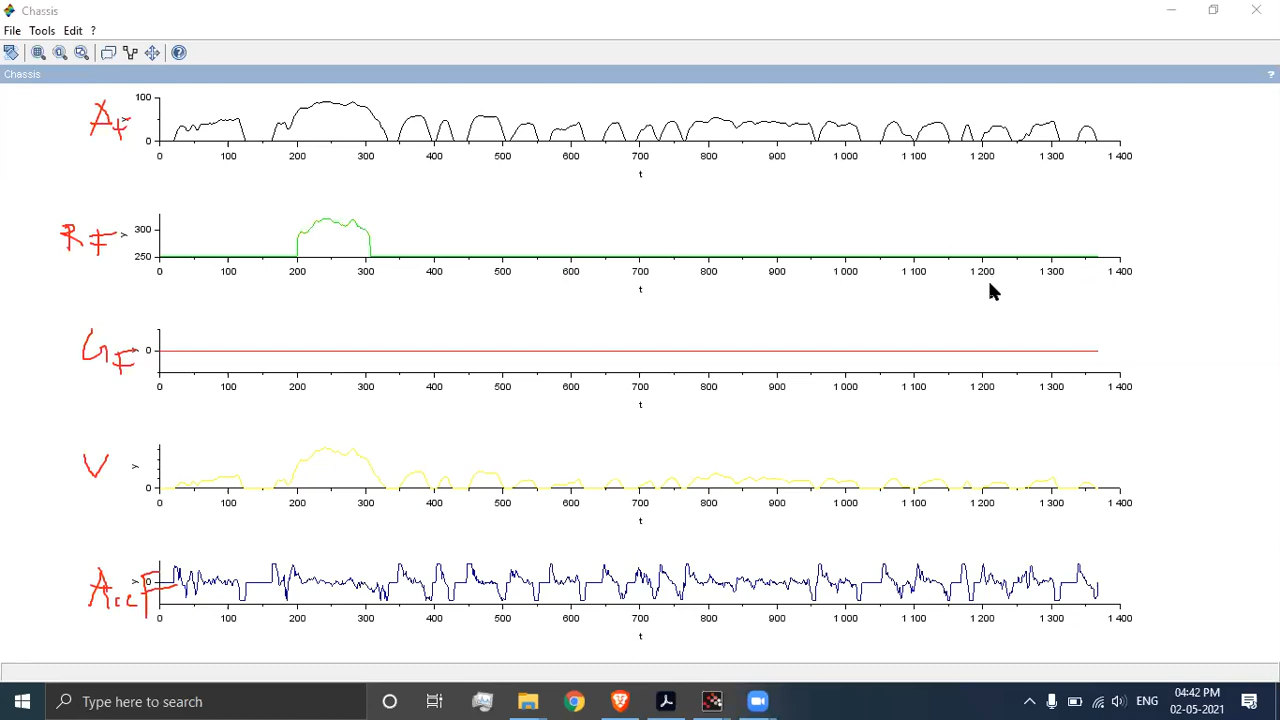 Chassis
File Tools Edit ?
Chassis ?
A_F y 100 0
0 100 200 300 400 500 600 700 800 900 1 000 1 100 1 200 1 300 1 400
t
R_F y 300 250
0 100 200 300 400 500 600 700 800 900 1 000 1 100 1 200 1 300 1 400
t
G_F 0
0 100 200 300 400 500 600 700 800 900 1 000 1 100 1 200 1 300 1 400
t
V y 0
0 100 200 300 400 500 600 700 800 900 1 000 1 100 1 200 1 300 1 400
t
AccF y 0
0 100 200 300 400 500 600 700 800 900 1 000 1 100 1 200 1 300 1 400
t
Type here to search
ENG
04:42 PM
02-05-2021